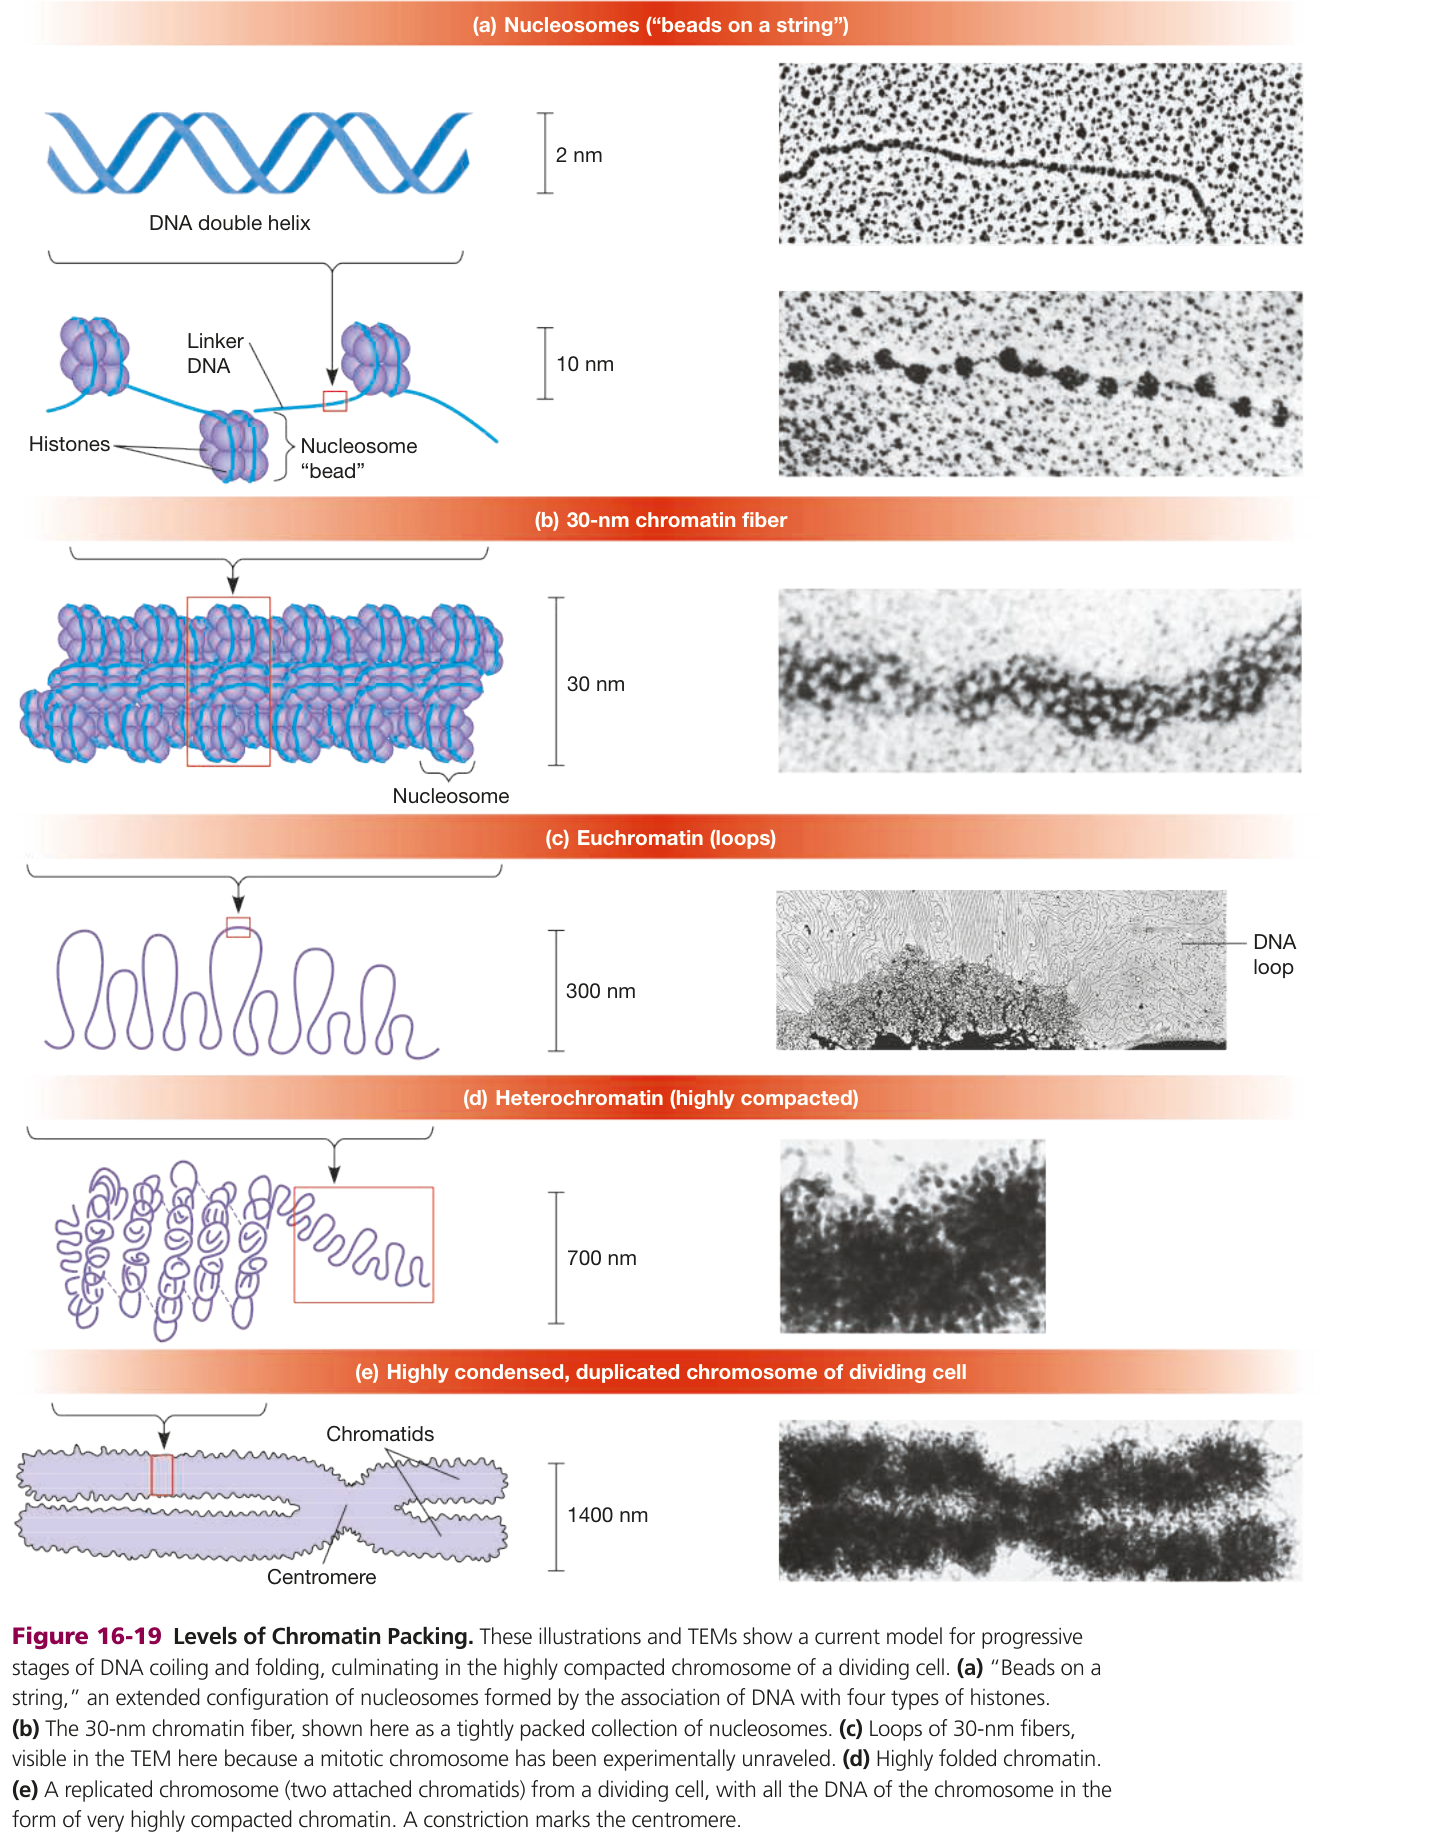 (a) Nucleosomes (“beads on a string”)
2 nm
DNA double helix
Linker
DNA
10 nm
Histones
Nucleosome
“bead”
(b) 30-nm chromatin fiber
30 nm
Nucleosome
(c) Euchromatin (loops)
DNA
loop
300 nm
(d) Heterochromatin (highly compacted)
700 nm
(e) Highly condensed, duplicated chromosome of dividing cell
Chromatids
1400 nm
Centromere
Figure 16-19 Levels of Chromatin Packing. These illustrations and TEMs show a current model for progressive
stages of DNA coiling and folding, culminating in the highly compacted chromosome of a dividing cell. (a) “Beads on a
string,” an extended configuration of nucleosomes formed by the association of DNA with four types of histones.
(b) The 30-nm chromatin fiber, shown here as a tightly packed collection of nucleosomes. (c) Loops of 30-nm fibers,
visible in the TEM here because a mitotic chromosome has been experimentally unraveled. (d) Highly folded chromatin.
(e) A replicated chromosome (two attached chromatids) from a dividing cell, with all the DNA of the chromosome in the
form of very highly compacted chromatin. A constriction marks the centromere.